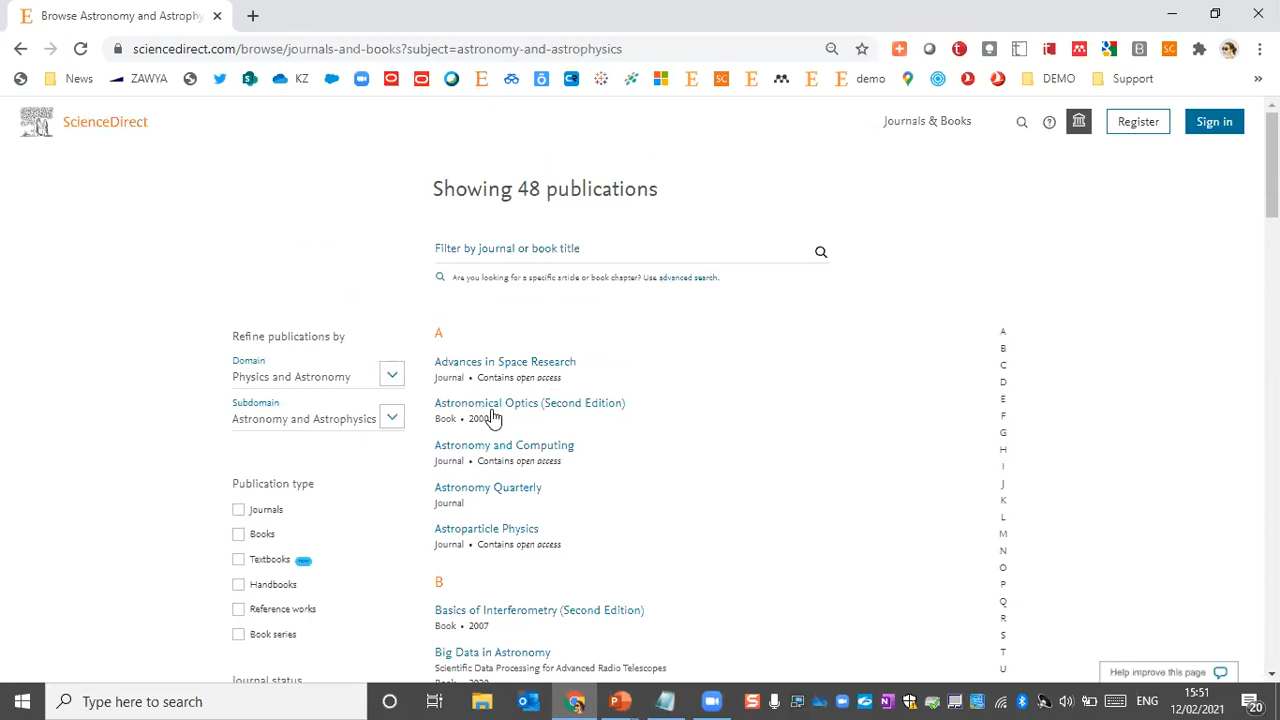 Browse Astronomy and Astroph
sciencedirect.com/browse/journals-and-books?subject=astronomy-and-astrophysics
News
ZAWYA
KZ
demo
DEMO
Support
ScienceDirect
Journals & Books
Register
Sign in
Showing 48 publications
Filter by journal or book title
Are you looking for a specific article or book chapter? Use advanced search.
Refine publications by
Domain
Physics and Astronomy
Subdomain
Astronomy and Astrophysics
Publication type
Journals
Books
Textbooks
Handbooks
Reference works
Book series
Journal status
A
Advances in Space Research
Journal • Contains open access
Astronomical Optics (Second Edition)
Book • 2000
Astronomy and Computing
Journal • Contains open access
Astronomy Quarterly
Journal
Astroparticle Physics
Journal • Contains open access
B
Basics of Interferometry (Second Edition)
Book • 2007
Big Data in Astronomy
Scientific Data Processing for Advanced Radio Telescopes
A
B
C
D
E
F
G
H
I
J
K
L
M
N
O
P
Q
R
S
T
U
Help improve this page
Type here to search
ENG
15:51
12/02/2021
20